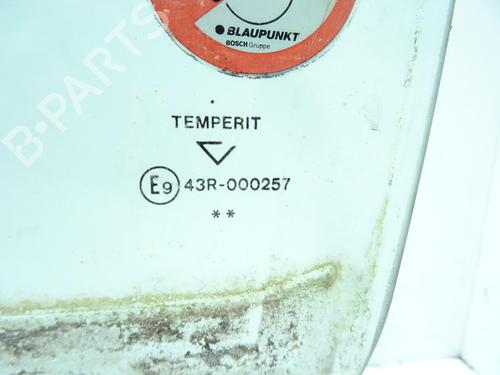 BLAUPUNKT
BOSCH Gruppe
B-PARTS
TEMPERIT
E9 43R-000257
**